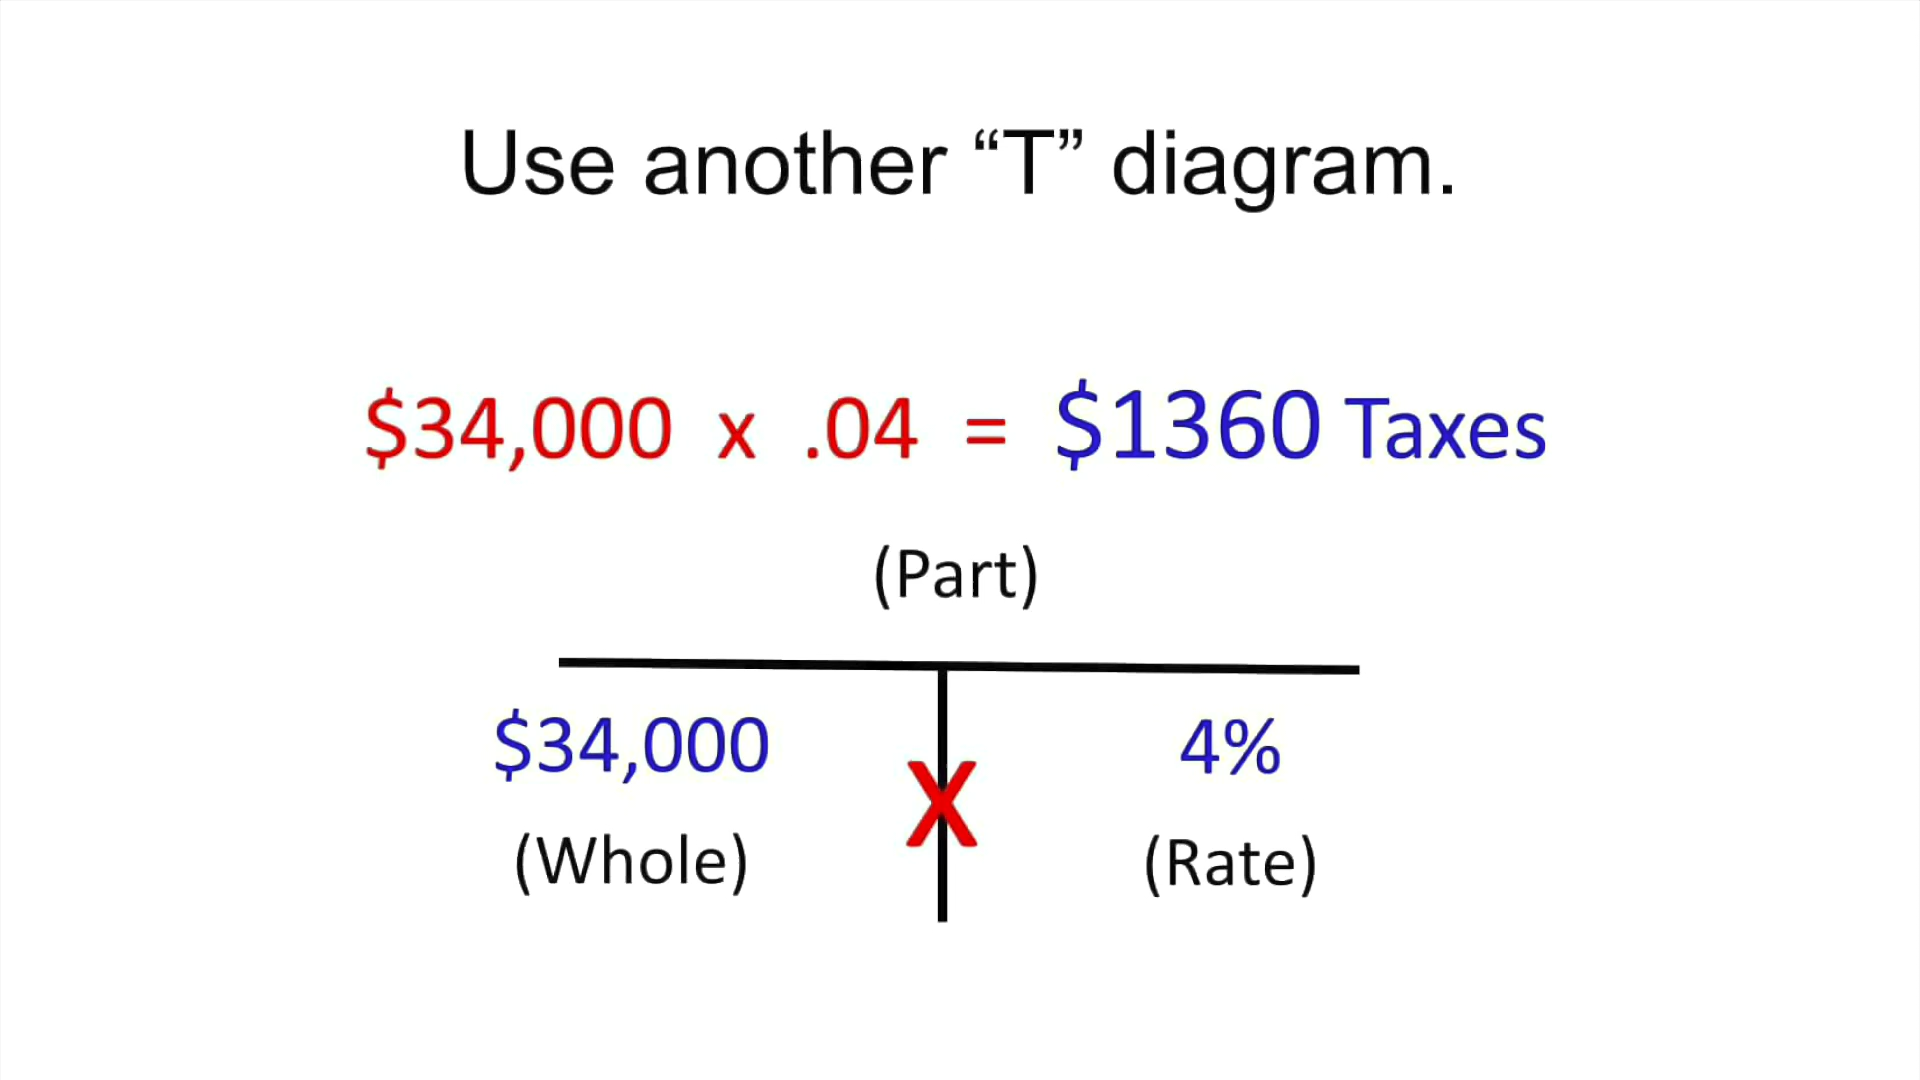 Use another “T” diagram.
$34,000 x .04 = $1360 Taxes
(Part)
$34,000 X 4%
(Whole) (Rate)